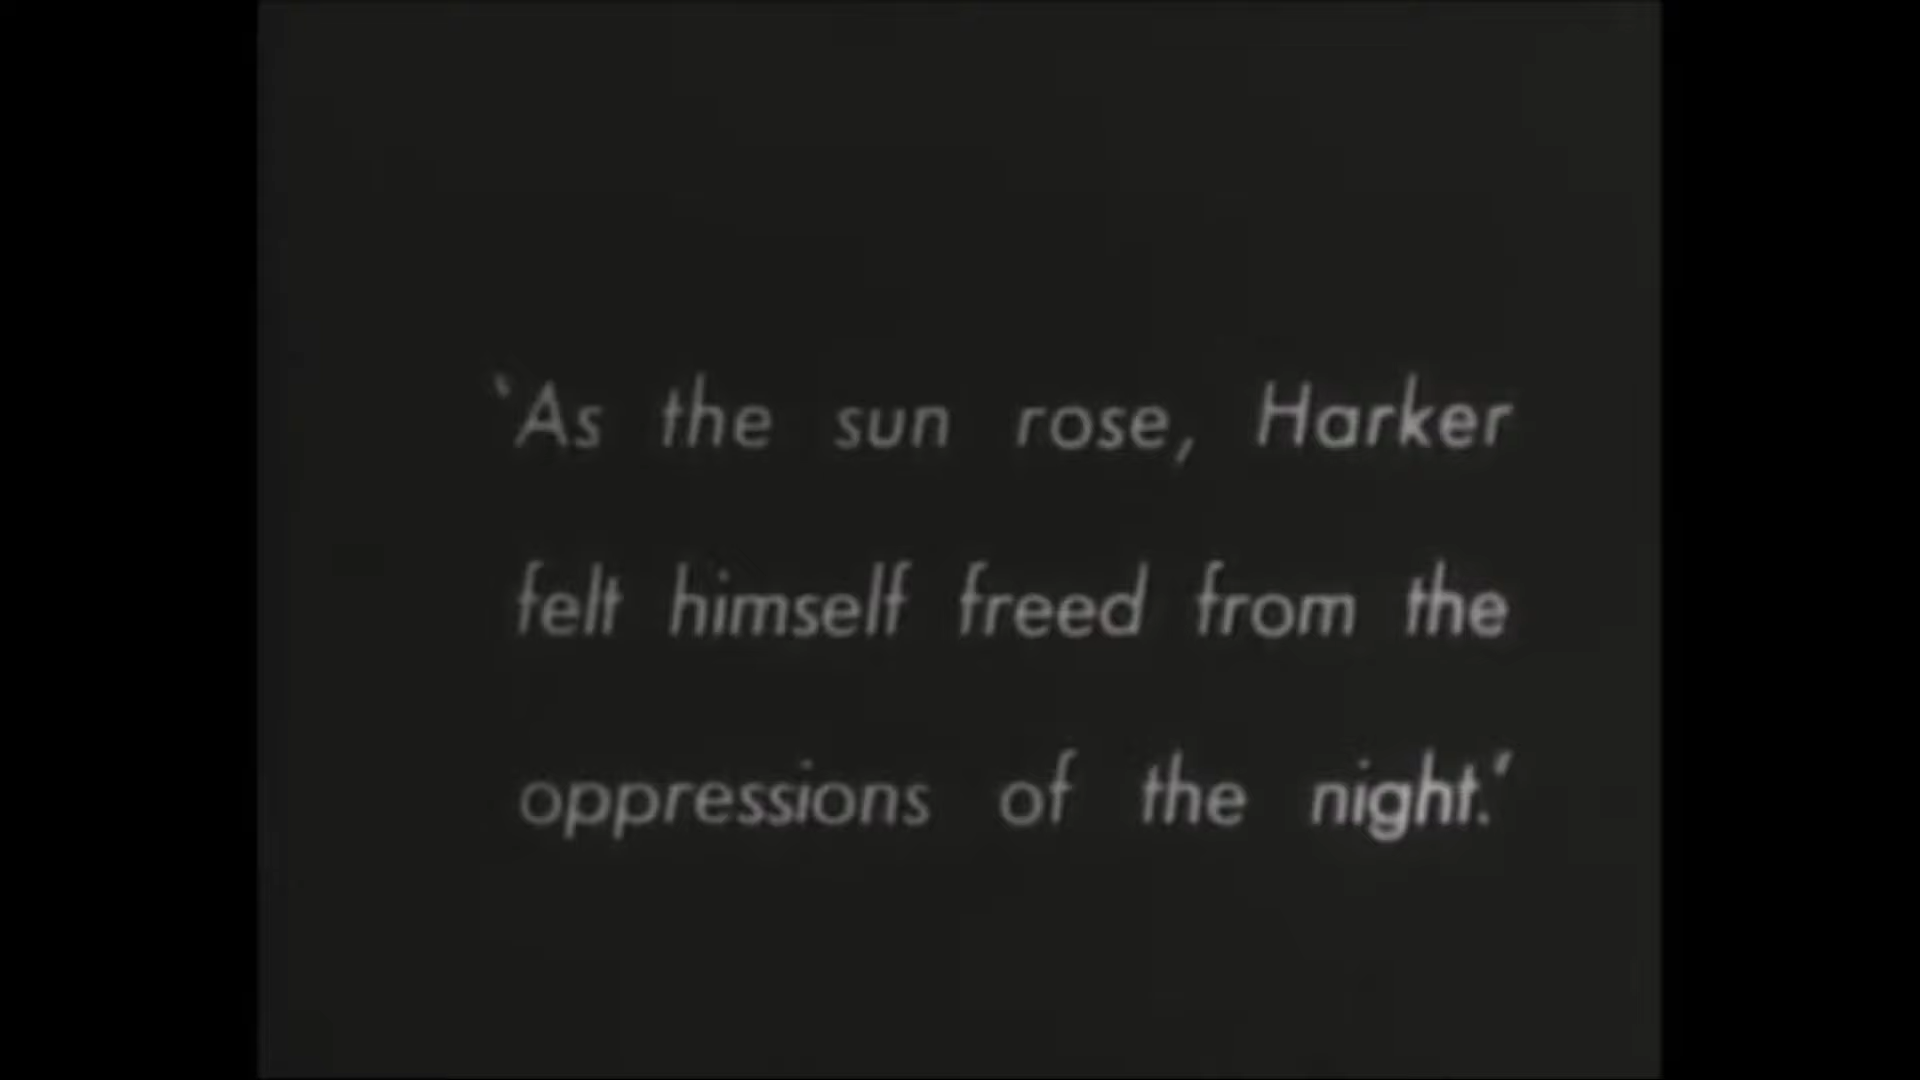 ‘As the sun rose, Harker
felt himself freed from the
oppressions of the night.’